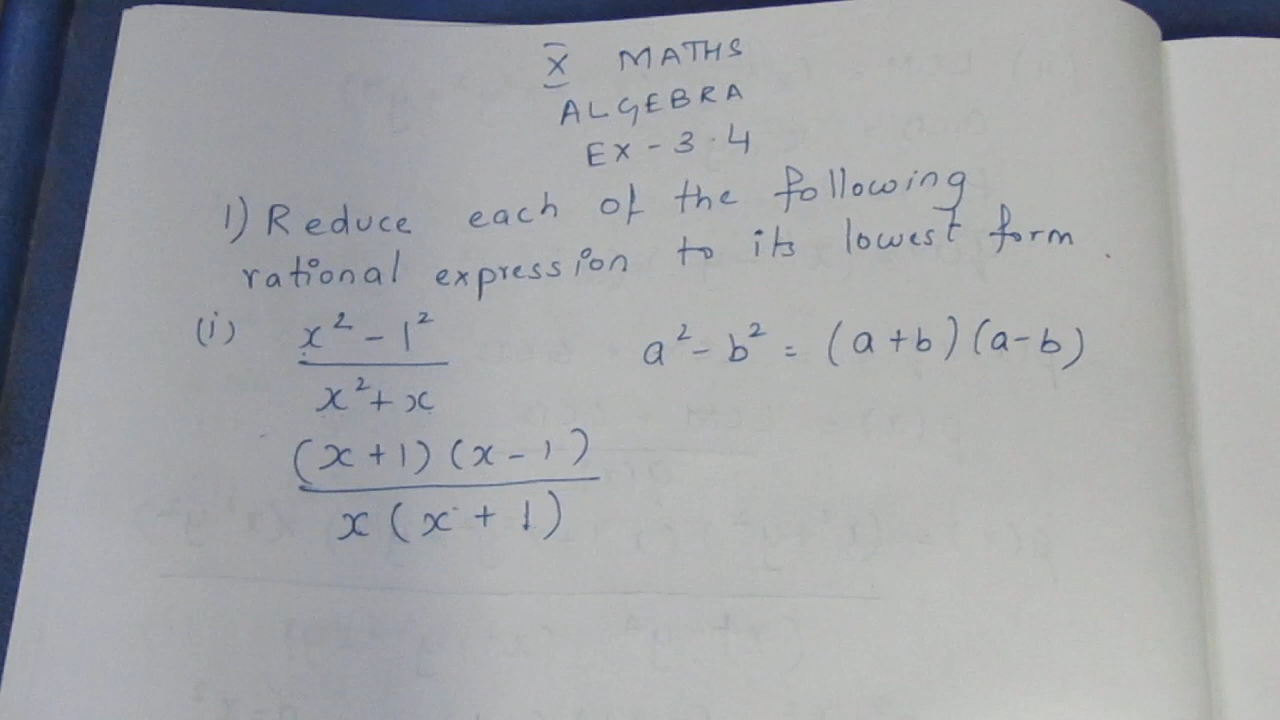 X MATHS
ALGEBRA
EX - 3.4
1) Reduce each of the following
rational expression to its lowest form
(i) x² - 1² / x² + x a² - b² = (a+b)(a-b)
(x+1)(x-1) / x(x+1)